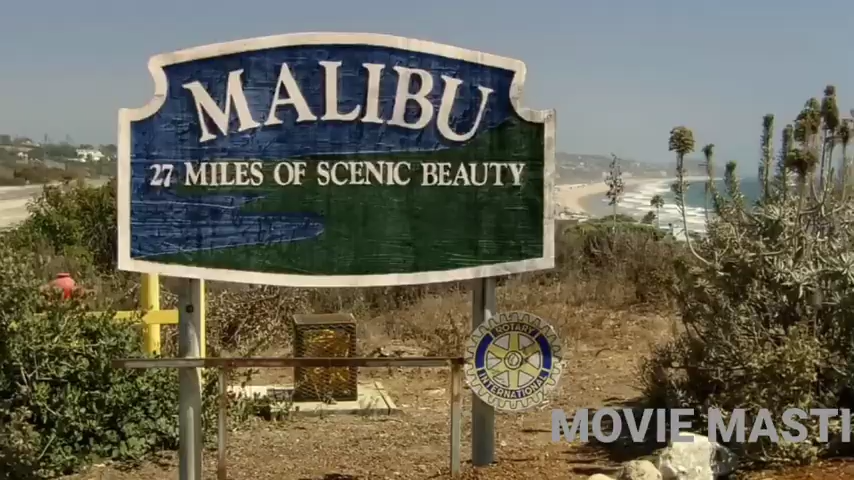 MALIBU
27 MILES OF SCENIC BEAUTY
ROTARY
INTERNATIONAL
MOVIE MASTI